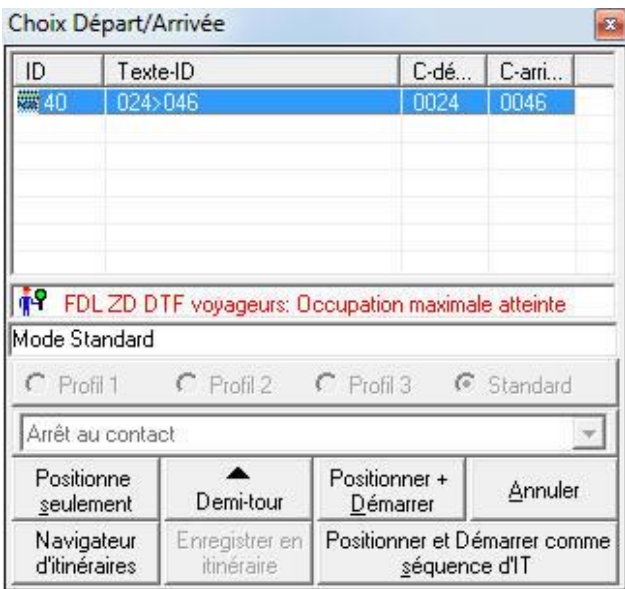 Choix Départ/Arrivée
ID Texte-ID C-dé... C-arri...
40 024>046 0024 0046
FDL ZD DTF voyageurs: Occupation maximale atteinte
Mode Standard
Profil 1 Profil 2 Profil 3 Standard
Arrêt au contact
Positionne
seulement
Demi-tour
Positionner +
Démarrer
Annuler
Navigateur
d'itinéraires
Enregistrer en
itinéraire
Positionner et Démarrer comme
séquence d'IT